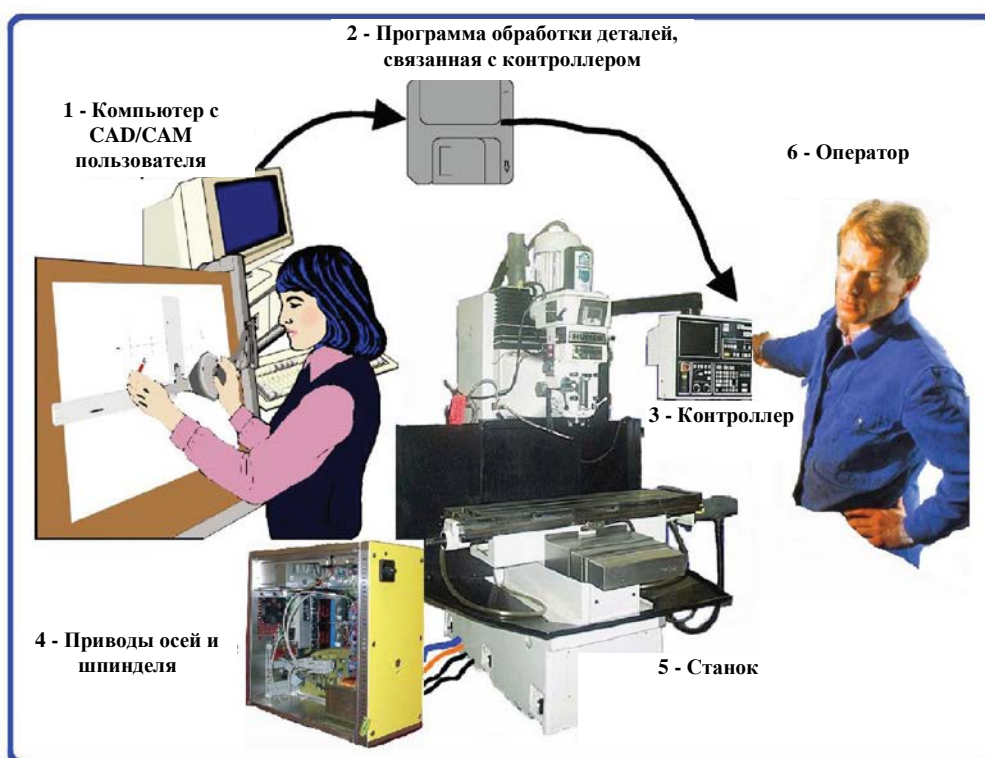 2 - Программа обработки деталей,
связанная с контроллером
1 - Компьютер с
CAD/CAM
пользователя
6 - Оператор
3 - Контроллер
4 - Приводы осей и
шпинделя
5 - Станок